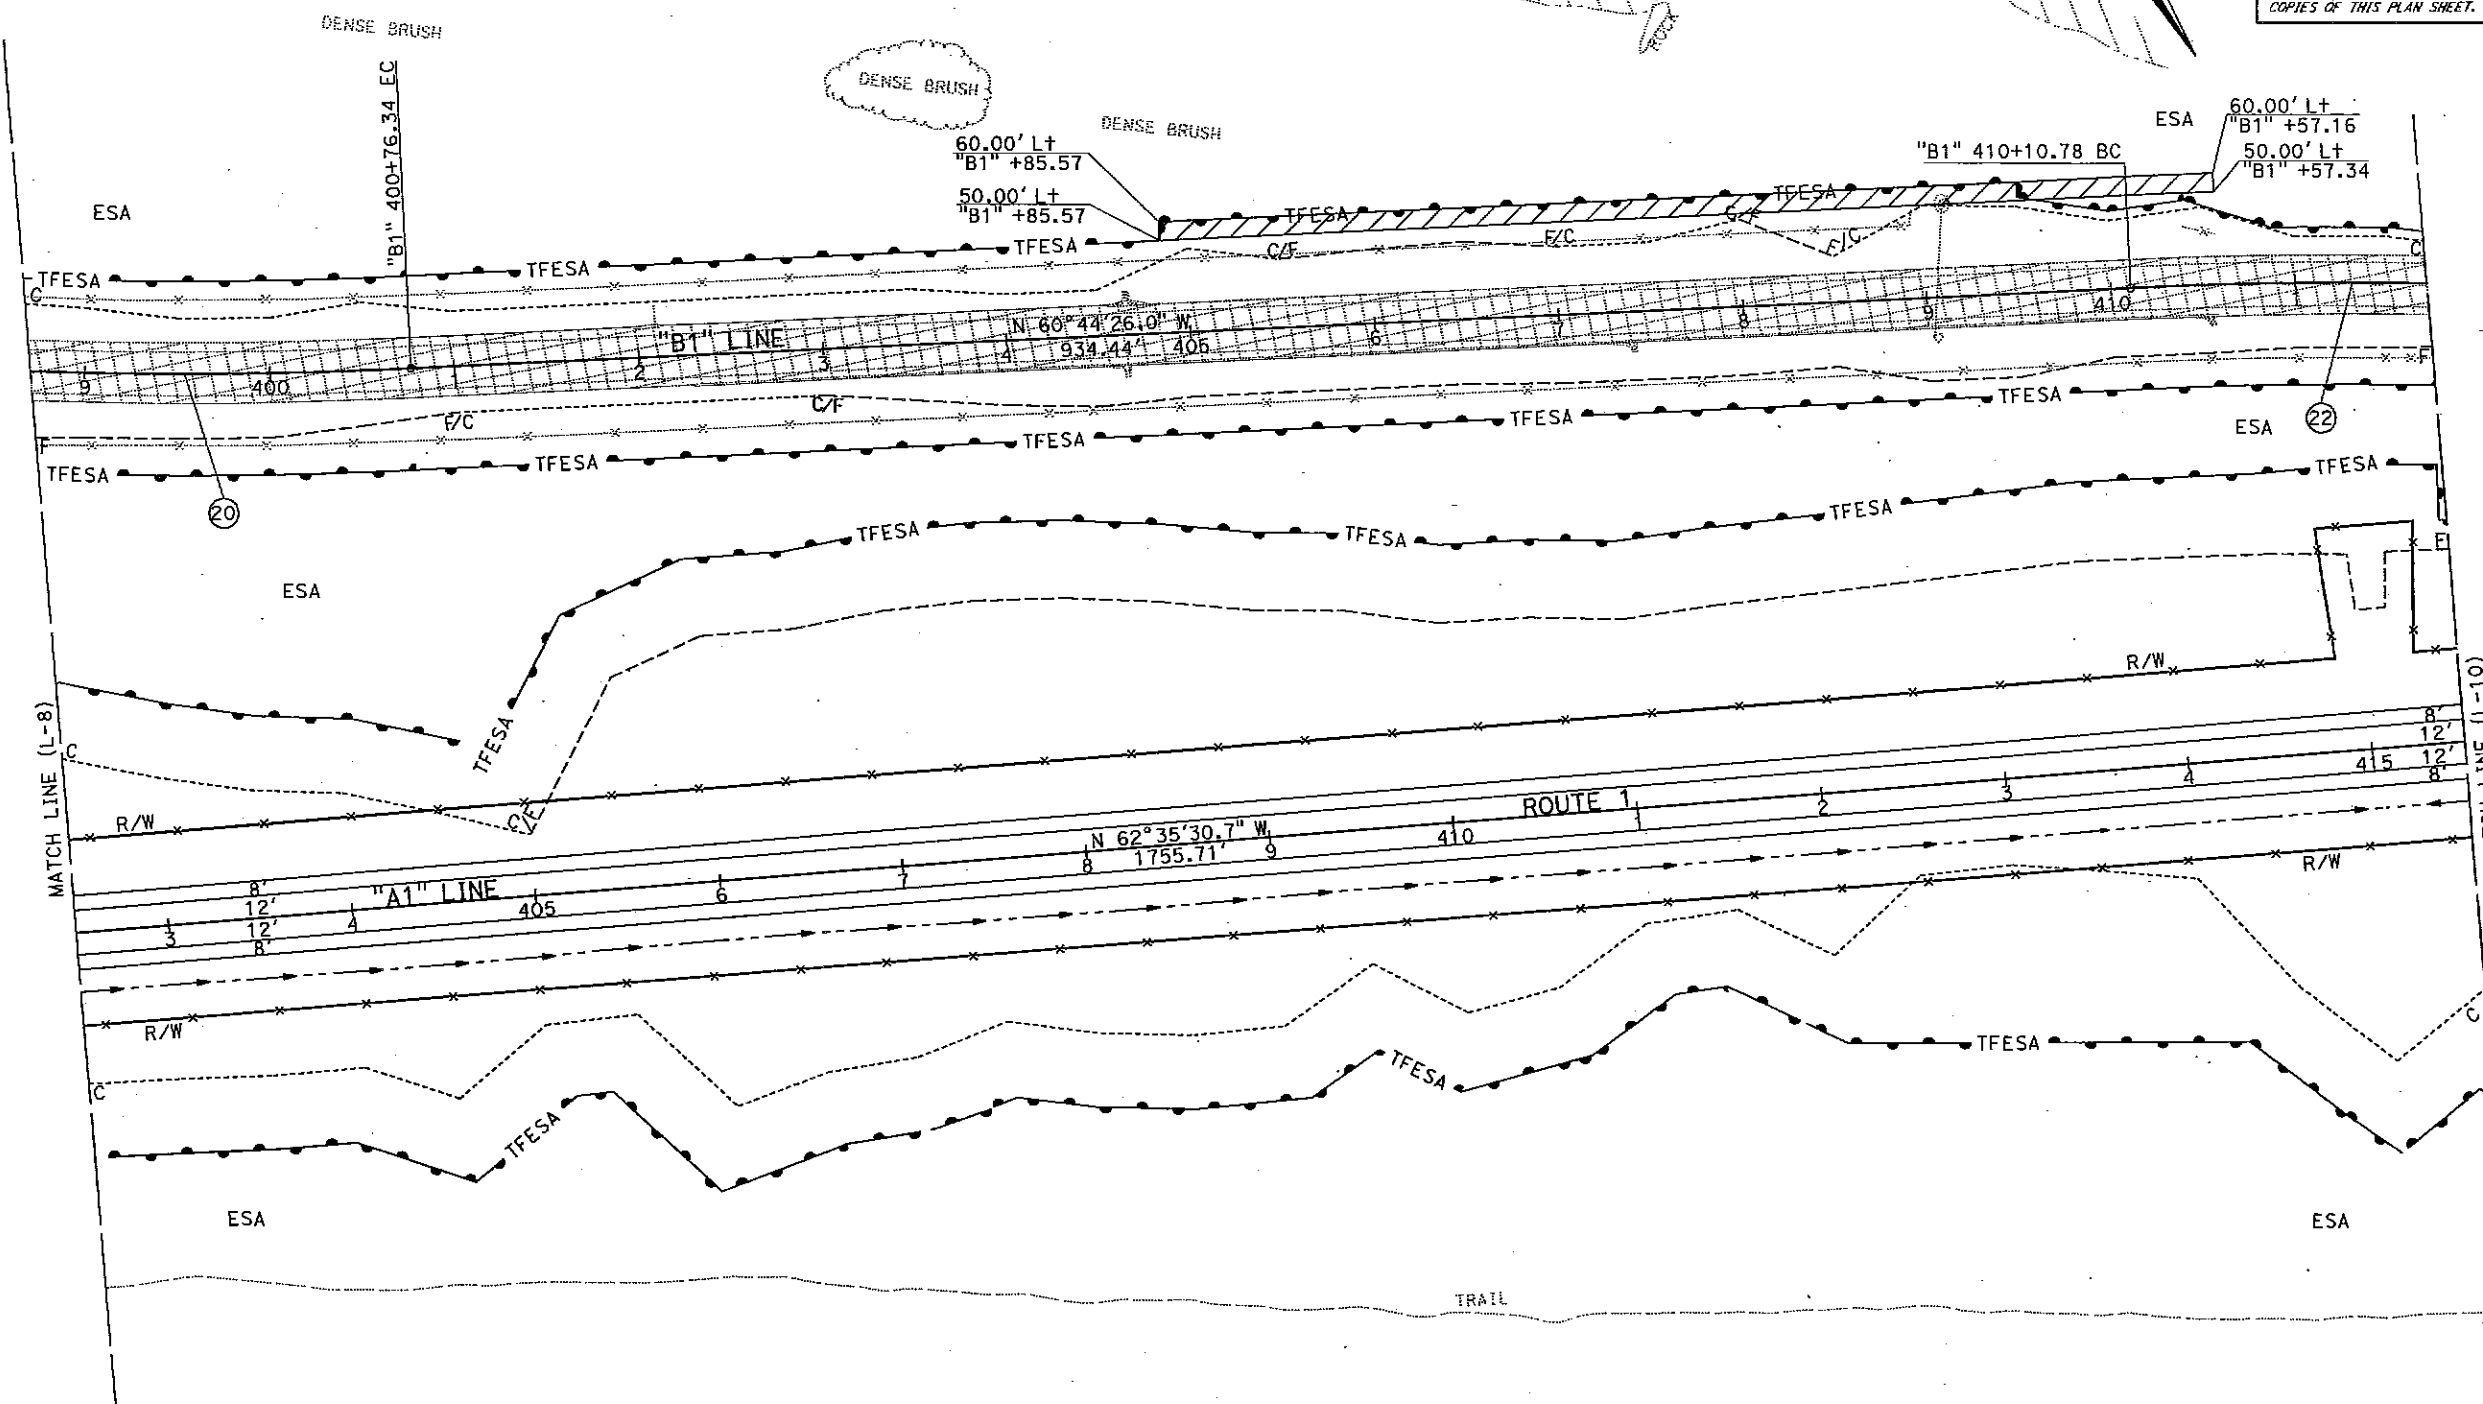 COPIES OF THIS PLAN SHEET.
DENSE BRUSH
DENSE BRUSH
DENSE BRUSH
"B1" 400+76.34 EC
60.00' Lt
"B1" +85.57
50.00' Lt
"B1" +85.57
ESA
60.00' Lt
"B1" +57.16
50.00' Lt
"B1" +57.34
"B1" 410+10.78 BC
ESA
TFESA
TFESA
TFESA
TFESA
TFESA
C
C/F
F/C
C/F
F/C
C
"B1" LINE
N 60°44'26.0" W
934.44'
9
400
1
2
3
4
405
6
7
8
9
410
1
F
F/C
C/F
F
TFESA
TFESA
TFESA
TFESA
TFESA
20
22
ESA
ESA
TFESA
TFESA
TFESA
TFESA
TFESA
F
MATCH LINE (L-8)
C
C/F
R/W
R/W
ROUTE 1
"A1" LINE
N 62°35'30.7" W
1755.71'
8'
12'
12'
8'
8'
12'
12'
8'
3
4
405
6
7
8
9
410
1
2
3
4
415
R/W
R/W
C
C
TFESA
TFESA
TFESA
ESA
ESA
TRAIL